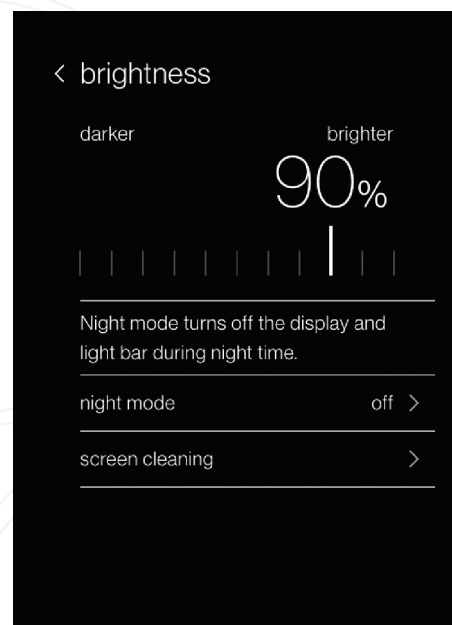 < brightness
darker brighter
90%
Night mode turns off the display and
light bar during night time.
night mode off >
screen cleaning >